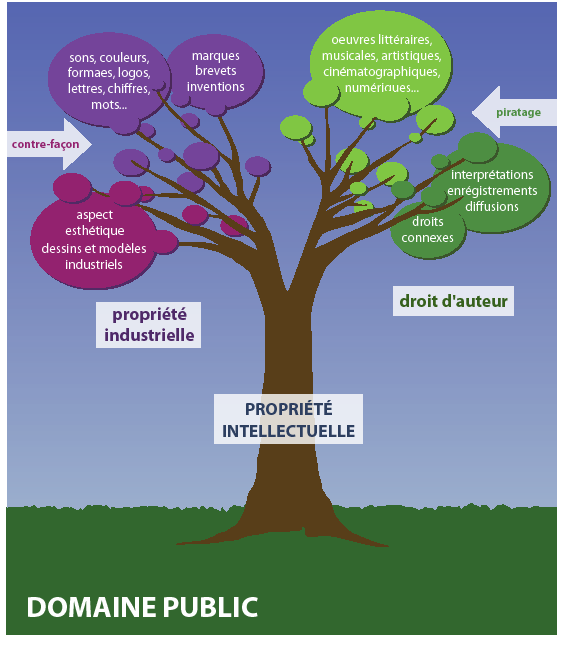 sons, couleurs,
formaes, logos,
lettres, chiffres,
mots...
marques
brevets
inventions
oeuvres littéraires,
musicales, artistiques,
cinématographiques,
numériques...
contre-façon
piratage
aspect
esthétique
dessins et modèles
industriels
interprétations
enrégistrements
diffusions
droits
connexes
propriété
industrielle
droit d'auteur
PROPRIÉTÉ
INTELLECTUELLE
DOMAINE PUBLIC